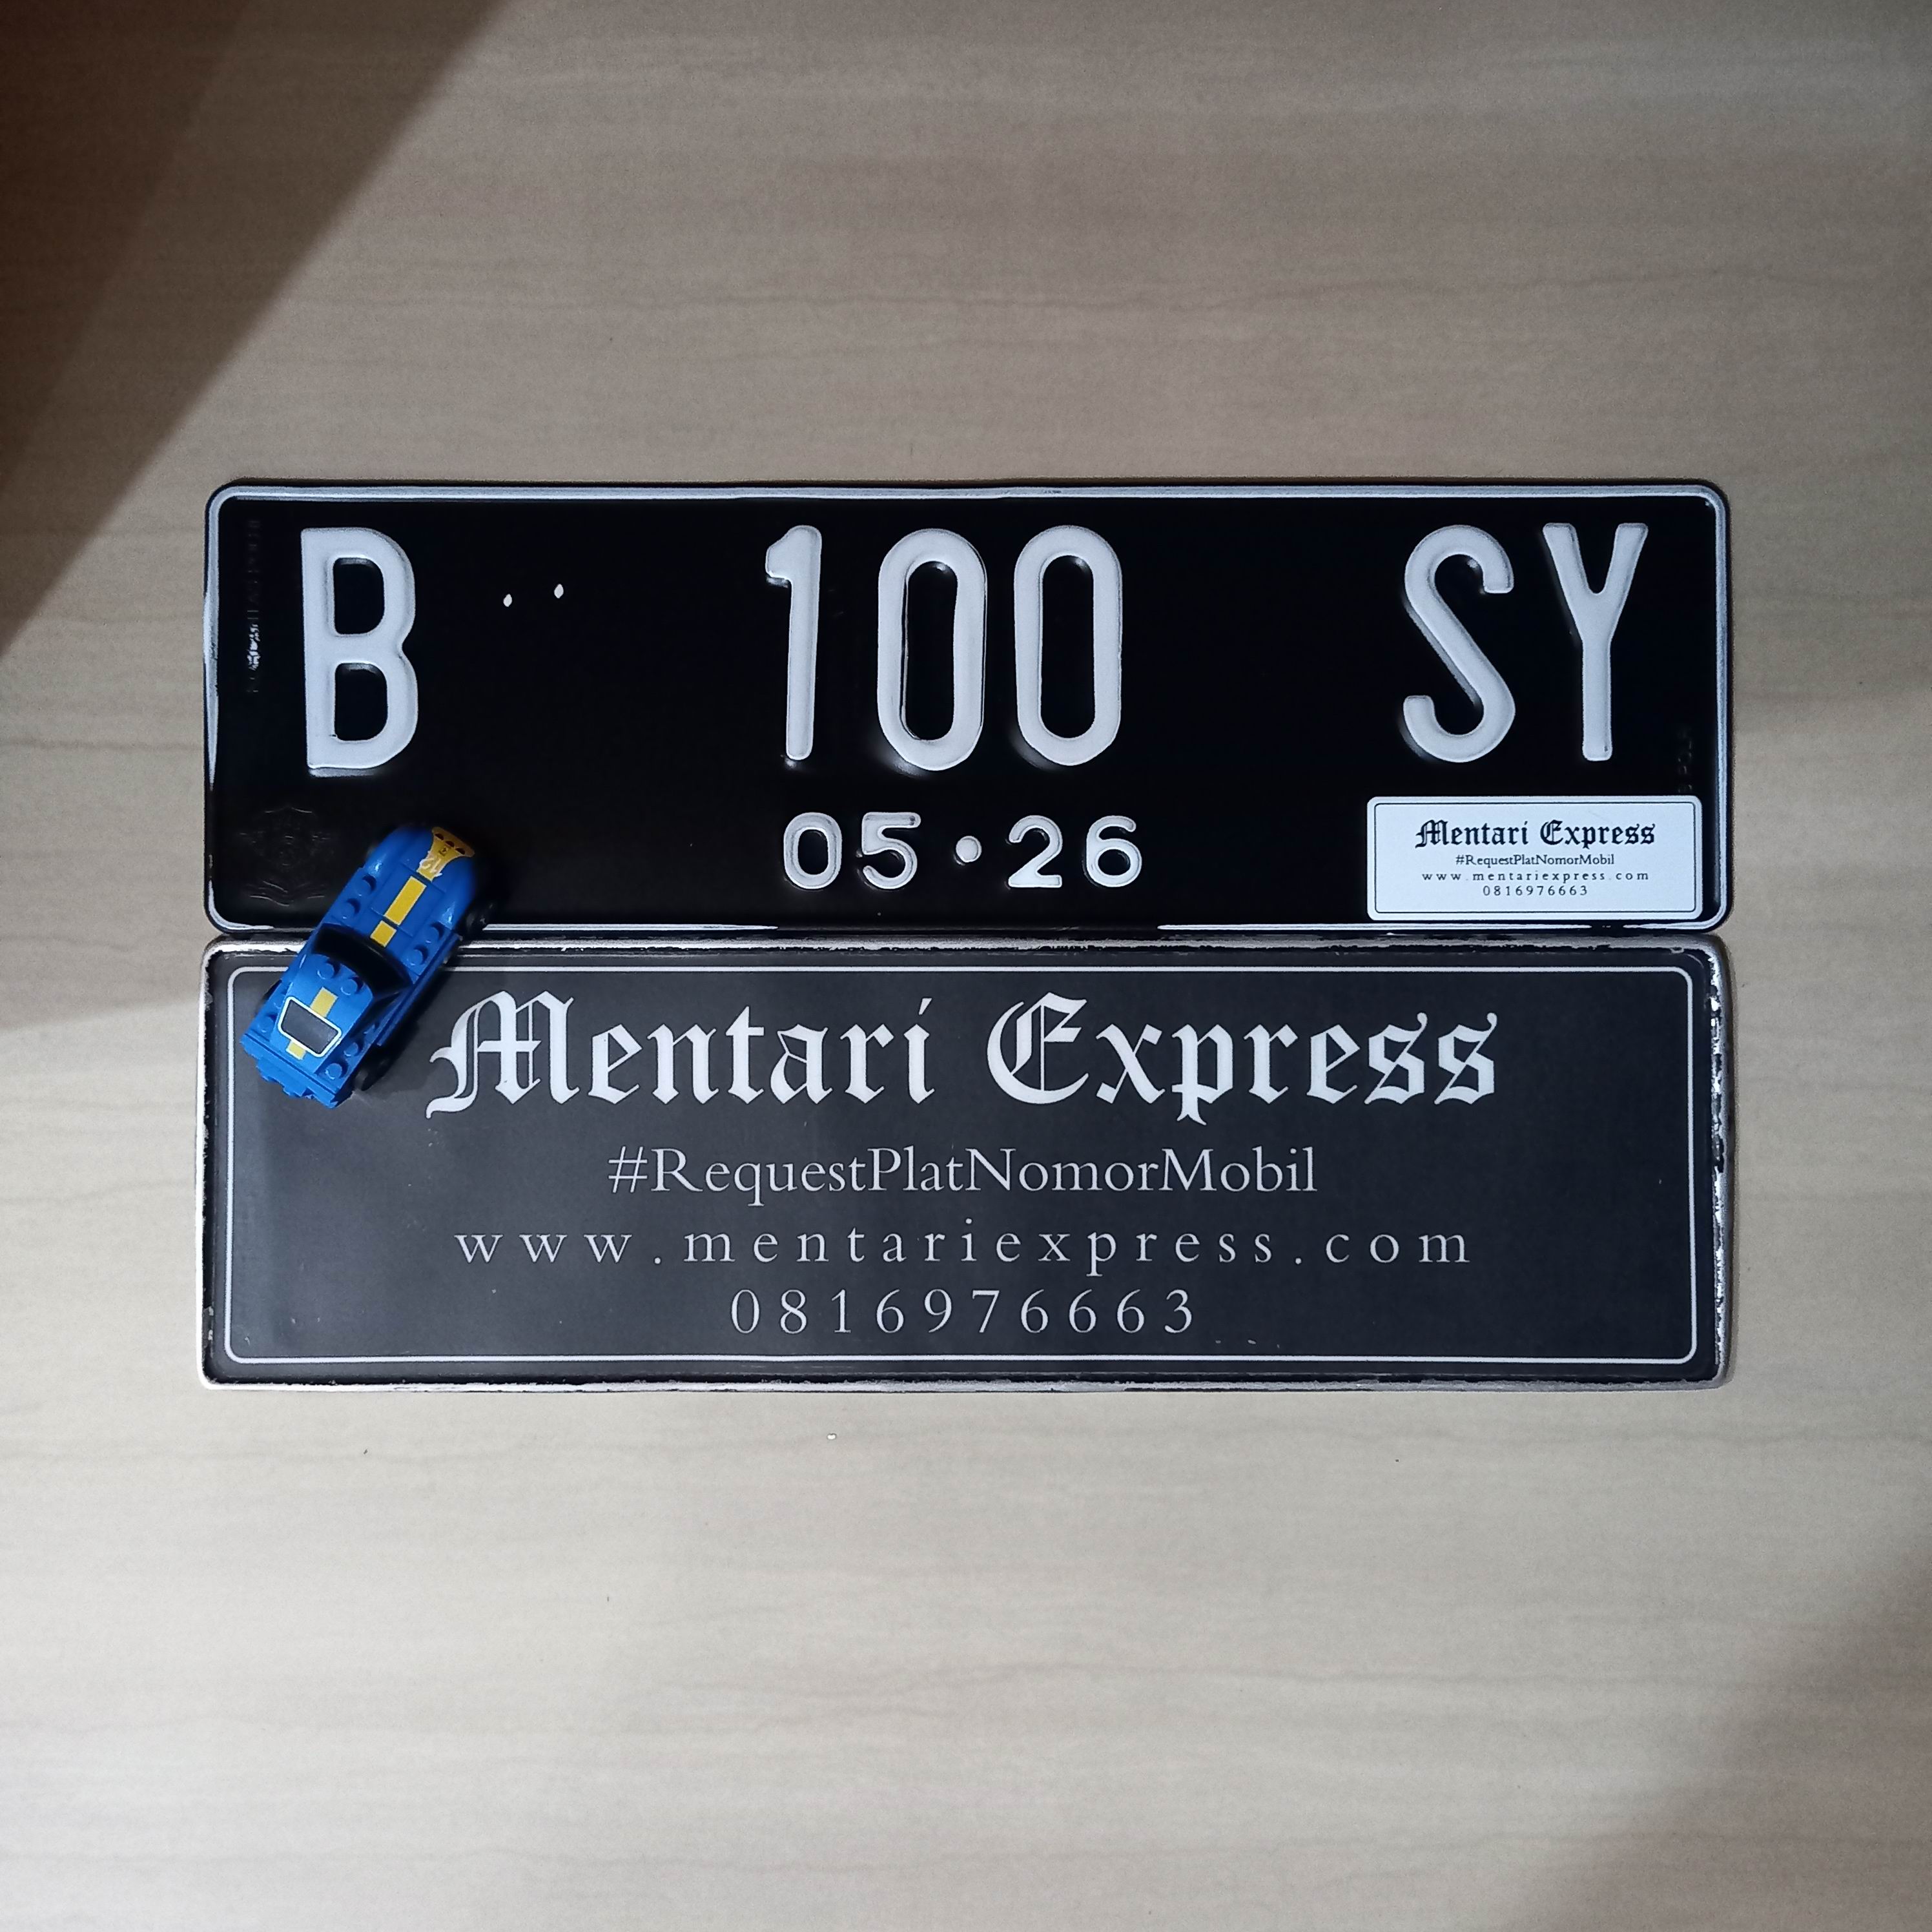 B 100 SY
05·26
Mentari Express
#RequestPlatNomorMobil
www.mentariexpress.com
0816976663
Mentari Express
#RequestPlatNomorMobil
www.mentariexpress.com
0816976663